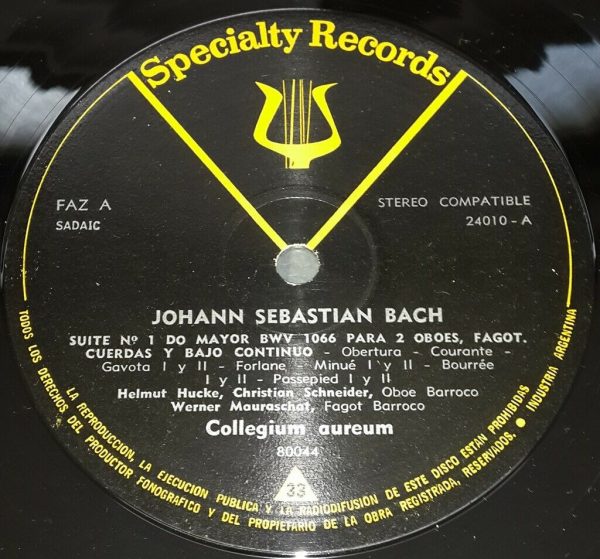 Specialty Records
FAZ A
SADAIC
STEREO COMPATIBLE
24010 - A
JOHANN SEBASTIAN BACH
SUITE Nº 1 DO MAYOR BWV 1066 PARA 2 OBOES, FAGOT.
CUERDAS Y BAJO CONTINUO - Obertura - Courante -
Gavota I y II - Forlane - Minué I y II - Bourrée
I y II - Passepied I y II
Helmut Hucke, Christian Schneider, Oboe Barroco
Werner Mauraschat, Fagot Barroco
Collegium aureum
80044
33
TODOS LOS DERECHOS DEL PRODUCTOR FONOGRAFICO Y DEL PROPIETARIO DE LA OBRA REGISTRADA, RESERVADOS. • INDUSTRIA ARGENTINA
LA REPRODUCCION, LA EJECUCION PUBLICA Y LA RADIODIFUSION DE ESTE DISCO ESTAN PROHIBIDAS